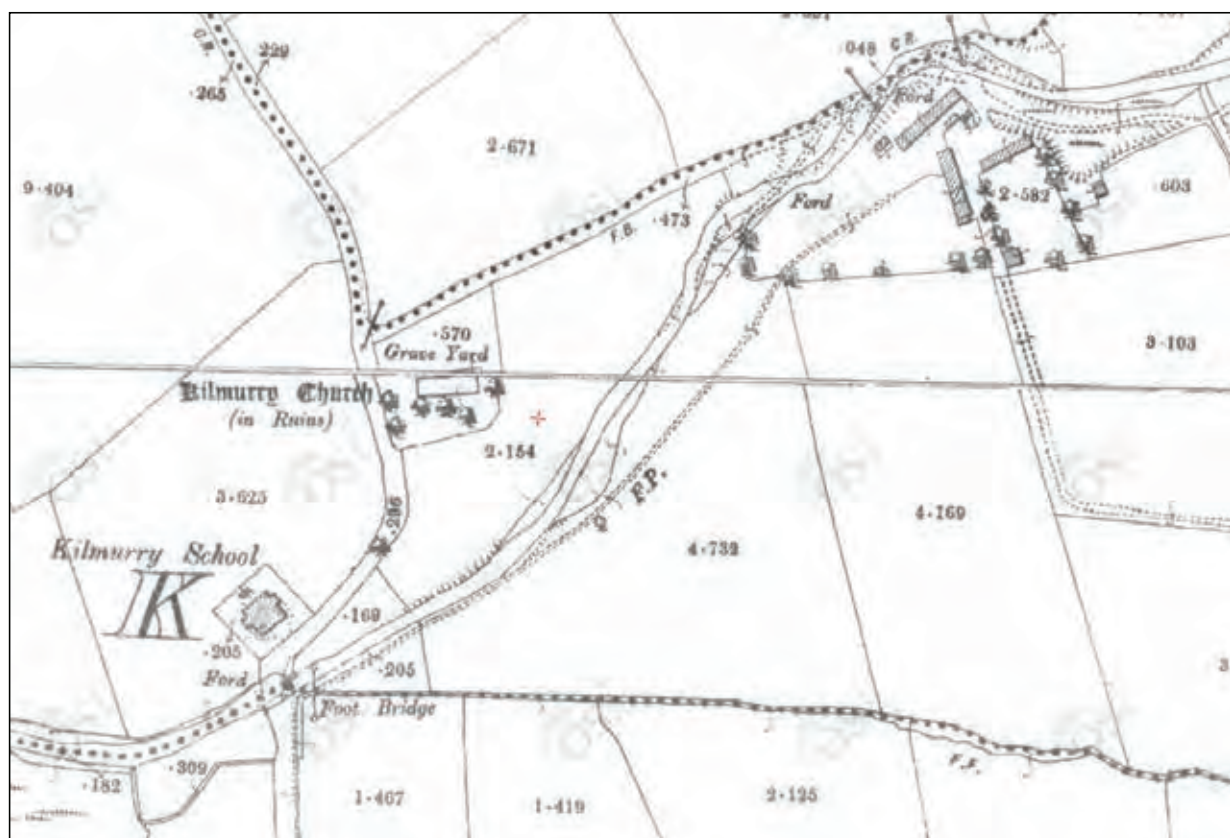 C.R.
229
·265
·048
C.R.
Ford
2·671
9·404
·473
F.B.
Ford
2·582
·603
·570
Grave Yard
3·103
Kilmurry Church
(in Ruins)
2·154
3·625
·236
F.P.
4·169
4·732
Kilmurry School
K
·169
·205
·205
Ford
Foot Bridge
F.S.
·309
·182
1·467
1·419
2·125